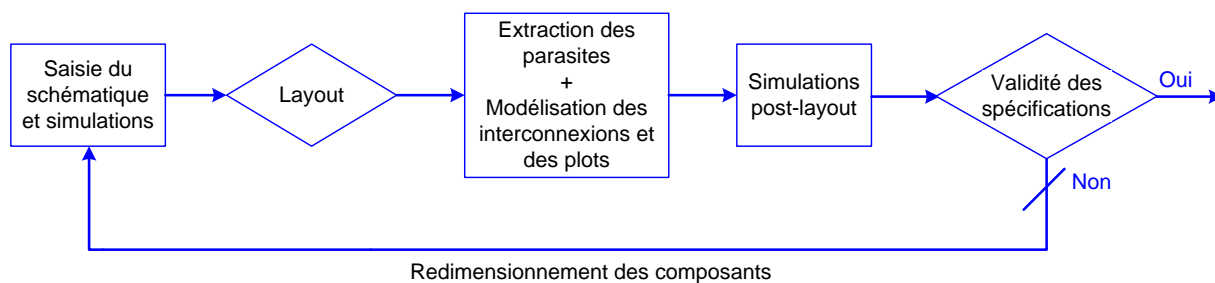 Saisie du
schématique
et simulations
Layout
Extraction des
parasites
+
Modélisation des
interconnexions et
des plots
Simulations
post-layout
Validité des
spécifications
Oui
Non
Redimensionnement des composants